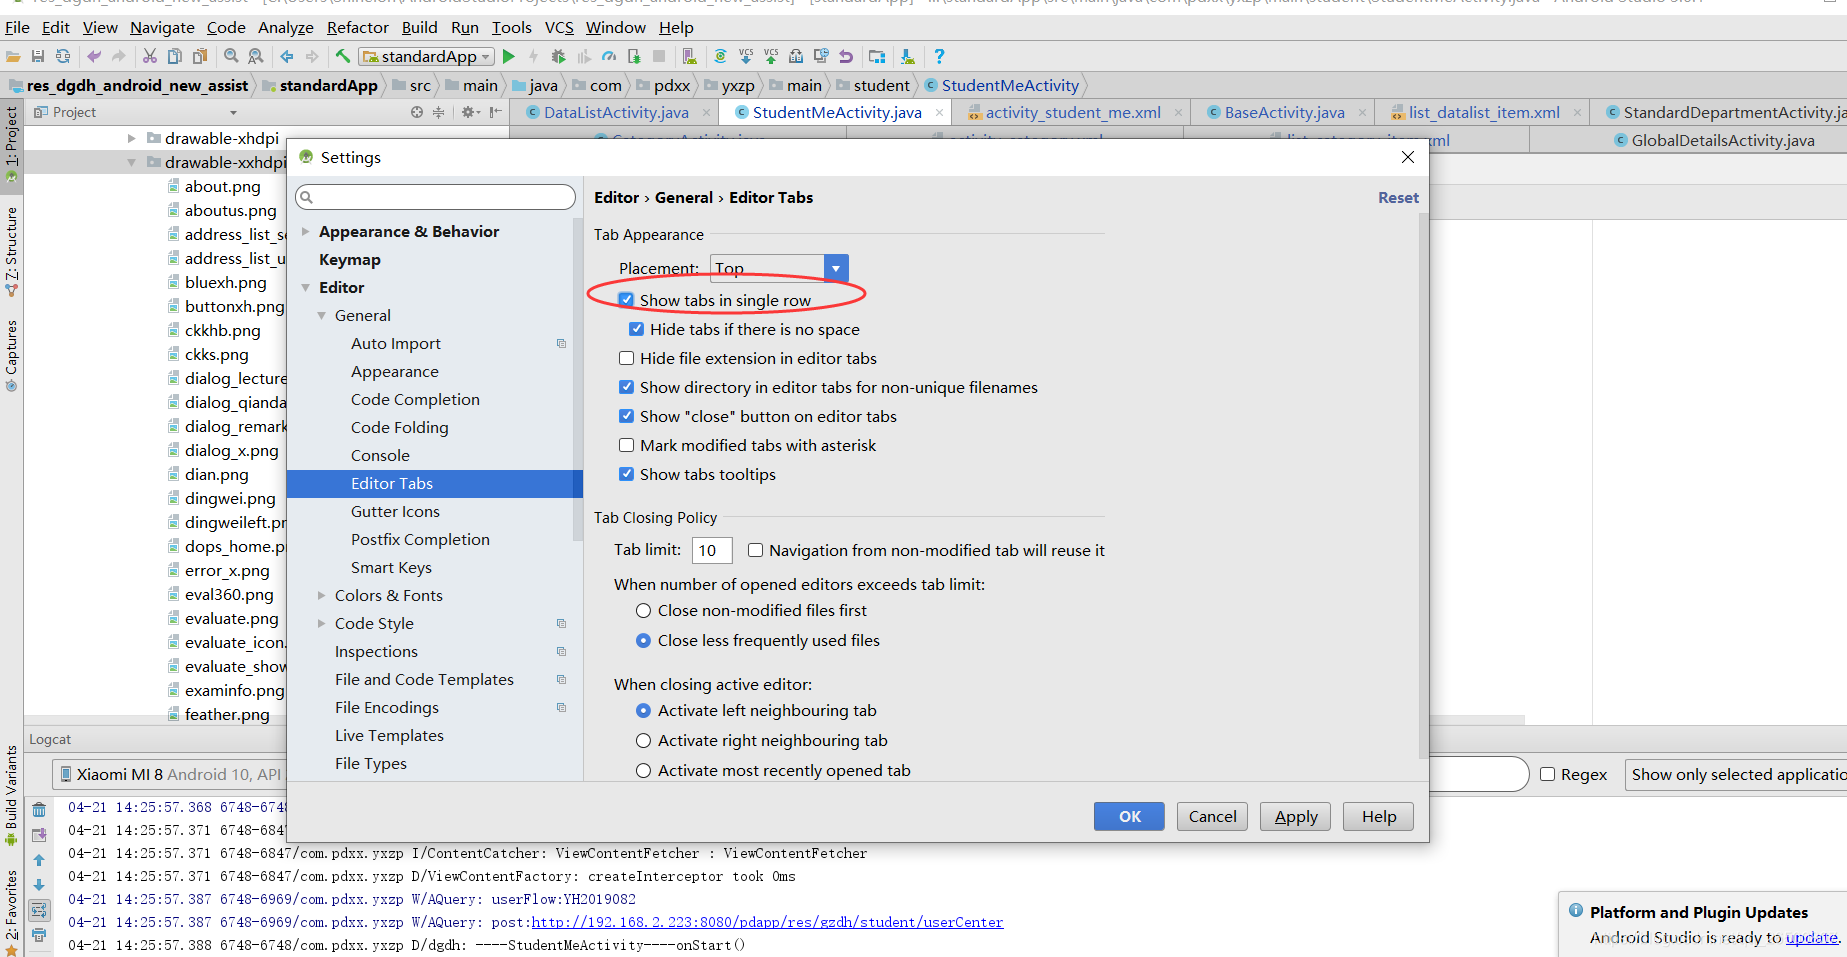 File Edit View Navigate Code Analyze Refactor Build Run Tools VCS Window Help
standardApp
res_dgdh_android_new_assist standardApp src main java com pdxx yxzp main student StudentMeActivity
Project
DataListActivity.java StudentMeActivity.java activity_student_me.xml BaseActivity.java list_datalist_item.xml StandardDepartmentActivity.ja
GlobalDetailsActivity.java
1: Project
Z: Structure
Captures
Build Variants
2: Favorites
drawable-xhdpi
drawable-xxhdpi
about.png
aboutus.png
address_list_se
address_list_u
bluexh.png
buttonxh.png
ckkhb.png
ckks.png
dialog_lecture
dialog_qianda
dialog_remark
dialog_x.png
dian.png
dingwei.png
dingweileft.pr
dops_home.p
error_x.png
eval360.png
evaluate.png
evaluate_icon.
evaluate_show
examinfo.png
feather.png
Settings
Appearance & Behavior
Keymap
Editor
General
Auto Import
Appearance
Code Completion
Code Folding
Console
Editor Tabs
Gutter Icons
Postfix Completion
Smart Keys
Colors & Fonts
Code Style
Inspections
File and Code Templates
File Encodings
Live Templates
File Types
Editor › General › Editor Tabs
Reset
Tab Appearance
Placement: Top
Show tabs in single row
Hide tabs if there is no space
Hide file extension in editor tabs
Show directory in editor tabs for non-unique filenames
Show "close" button on editor tabs
Mark modified tabs with asterisk
Show tabs tooltips
Tab Closing Policy
Tab limit: 10 Navigation from non-modified tab will reuse it
When number of opened editors exceeds tab limit:
Close non-modified files first
Close less frequently used files
When closing active editor:
Activate left neighbouring tab
Activate right neighbouring tab
Activate most recently opened tab
OK Cancel Apply Help
Logcat
Xiaomi MI 8 Android 10, API
Regex
Show only selected applicatio
04-21 14:25:57.368 6748-6748
04-21 14:25:57.371 6748-6847
04-21 14:25:57.371 6748-6847/com.pdxx.yxzp I/ContentCatcher: ViewContentFetcher : ViewContentFetcher
04-21 14:25:57.371 6748-6847/com.pdxx.yxzp D/ViewContentFactory: createInterceptor took 0ms
04-21 14:25:57.387 6748-6969/com.pdxx.yxzp W/AQuery: userFlow:YH2019082
04-21 14:25:57.387 6748-6969/com.pdxx.yxzp W/AQuery: post:http://192.168.2.223:8080/pdapp/res/gzdh/student/userCenter
04-21 14:25:57.388 6748-6748/com.pdxx.yxzp D/dgdh: ----StudentMeActivity----onStart()
Platform and Plugin Updates
Android Studio is ready to update.